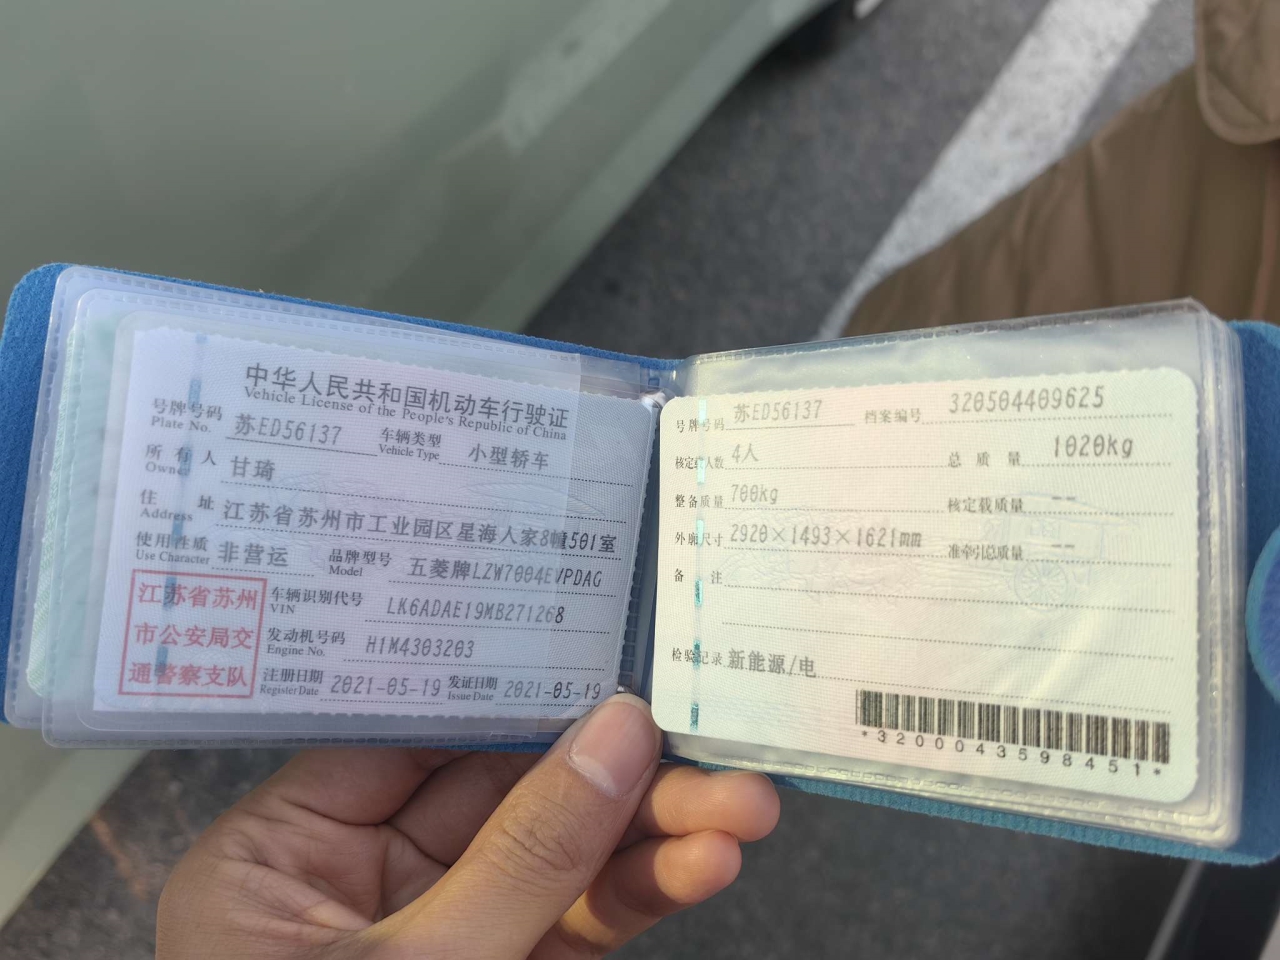 中华人民共和国机动车行驶证
Vehicle License of the People's Republic of China
号牌号码 苏ED56137 车辆类型 小型轿车
Plate No. Vehicle Type
所有人 甘琦
Owner
住址 江苏省苏州市工业园区星海人家8幢501室
Address
使用性质 非营运 品牌型号 五菱牌LZW7004EVPDAG
Use Character Model
江苏省苏州
市公安局交
通警察支队
车辆识别代号 LK6ADAE19MB271268
VIN
发动机号码 H1M4303203
Engine No.
注册日期 2021-05-19 发证日期 2021-05-19
Register Date Issue Date
号牌号码 苏ED56137 档案编号 320504409625
核定载人数 4人 总质量 1020kg
整备质量 700kg 核定载质量 --
外廓尺寸 2920×1493×1621mm 准牵引总质量 --
备注
检验记录 新能源/电
*3200043598451*